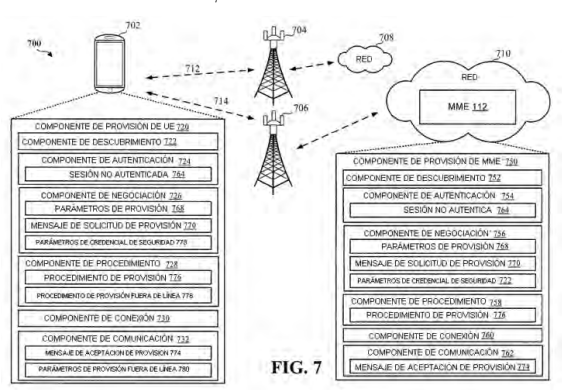 700
702
704
706
708
RED
710
RED
MME 112
712
714
COMPONENTE DE PROVISIÓN DE UE 720
COMPONENTE DE DESCUBRIMIENTO 722
COMPONENTE DE AUTENTICACIÓN 724
SESIÓN NO AUTENTICADA 764
COMPONENTE DE NEGOCIACIÓN 726
PARÁMETROS DE PROVISIÓN 768
MENSAJE DE SOLICITUD DE PROVISIÓN 770
PARÁMETROS DE CREDENCIAL DE SEGURIDAD 775
COMPONENTE DE PROCEDIMIENTO 728
PROCEDIMIENTO DE PROVISIÓN 776
PROCEDIMIENTO DE PROVISIÓN FUERA DE LÍNEA 778
COMPONENTE DE CONEXIÓN 730
COMPONENTE DE COMUNICACIÓN 732
MENSAJE DE ACEPTACION DE PROVISION 774
PARÁMETROS DE PROVISIÓN FUERA DE LÍNEA 780
COMPONENTE DE PROVISIÓN DE MME 750
COMPONENTE DE DESCUBRIMIENTO 752
COMPONENTE DE AUTENTICACIÓN 754
SESIÓN NO AUTENTICA 764
COMPONENTE DE NEGOCIACIÓN 756
PARÁMETROS DE PROVISIÓN 768
MENSAJE DE SOLICITUD DE PROVISIÓN 770
PARÁMETROS DE CREDENCIAL DE SEGURIDAD 722
COMPONENTE DE PROCEDIMIENTO 758
PROCEDIMIENTO DE PROVISIÓN 776
COMPONENTE DE CONEXIÓN 760
COMPONENTE DE COMUNICACIÓN 762
MENSAJE DE ACEPTACIÓN DE PROVISIÓN 774
FIG. 7